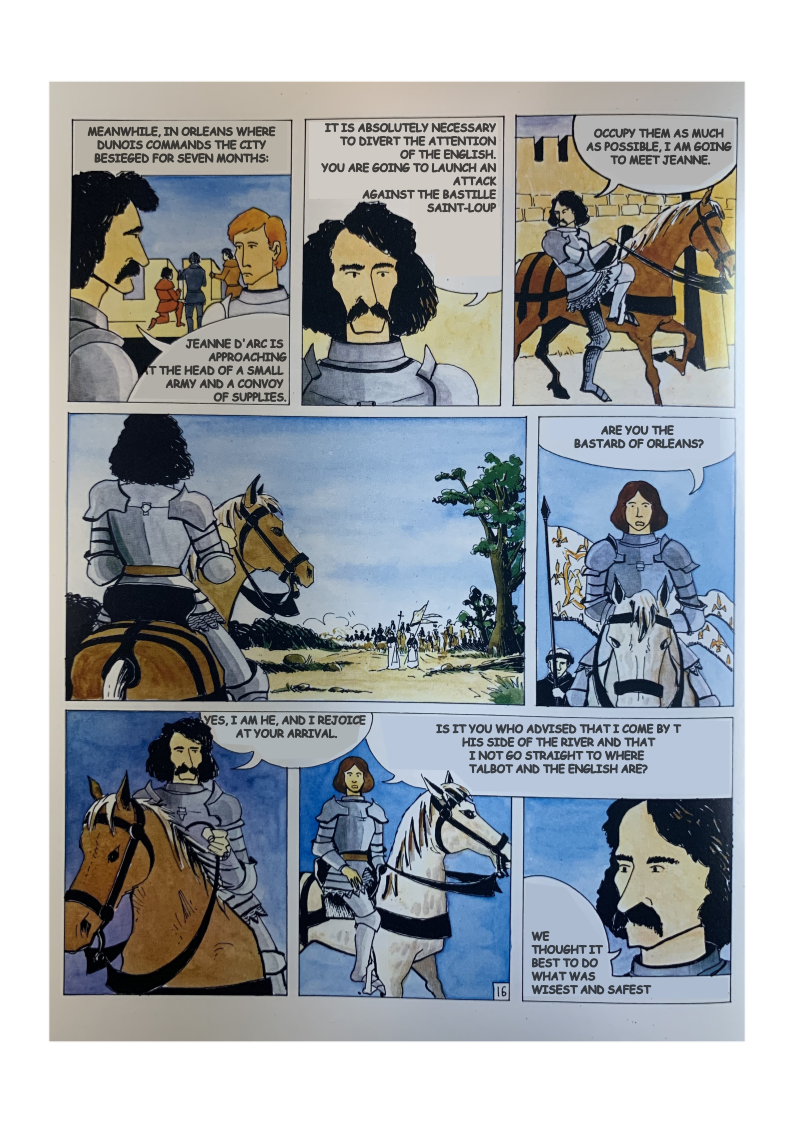 MEANWHILE, IN ORLEANS WHERE
DUNOIS COMMANDS THE CITY
BESIEGED FOR SEVEN MONTHS:
JEANNE D'ARC IS
APPROACHING
AT THE HEAD OF A SMALL
ARMY AND A CONVOY
OF SUPPLIES.
IT IS ABSOLUTELY NECESSARY
TO DIVERT THE ATTENTION
OF THE ENGLISH.
YOU ARE GOING TO LAUNCH AN
ATTACK
AGAINST THE BASTILLE
SAINT-LOUP
OCCUPY THEM AS MUCH
AS POSSIBLE, I AM GOING
TO MEET JEANNE.
ARE YOU THE
BASTARD OF ORLEANS?
YES, I AM HE, AND I REJOICE
AT YOUR ARRIVAL.
IS IT YOU WHO ADVISED THAT I COME BY T
HIS SIDE OF THE RIVER AND THAT
I NOT GO STRAIGHT TO WHERE
TALBOT AND THE ENGLISH ARE?
WE
THOUGHT IT
BEST TO DO
WHAT WAS
WISEST AND SAFEST
16